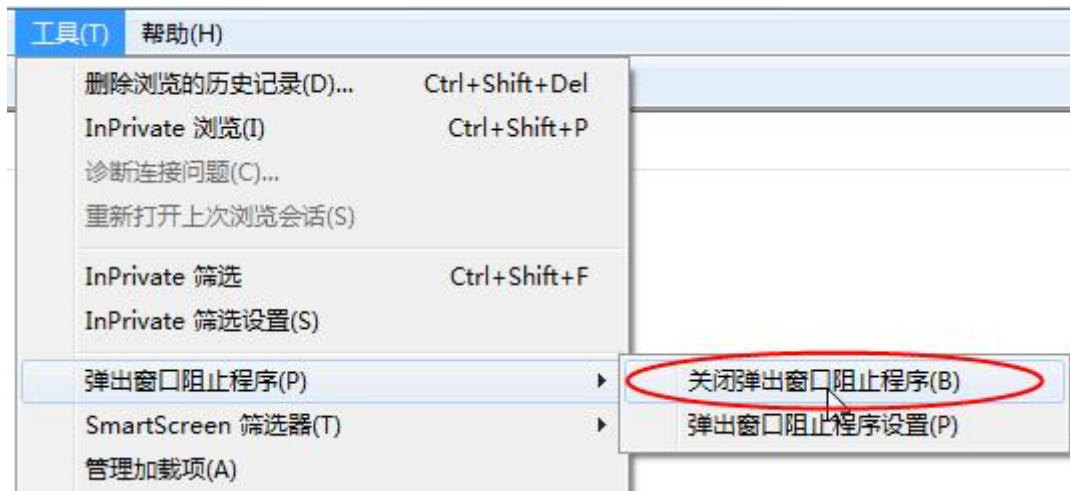 工具(T) 帮助(H)
删除浏览的历史记录(D)... Ctrl+Shift+Del
InPrivate 浏览(I) Ctrl+Shift+P
诊断连接问题(C)...
重新打开上次浏览会话(S)
InPrivate 筛选 Ctrl+Shift+F
InPrivate 筛选设置(S)
弹出窗口阻止程序(P) 关闭弹出窗口阻止程序(B)
SmartScreen 筛选器(T) 弹出窗口阻止程序设置(P)
管理加载项(A)